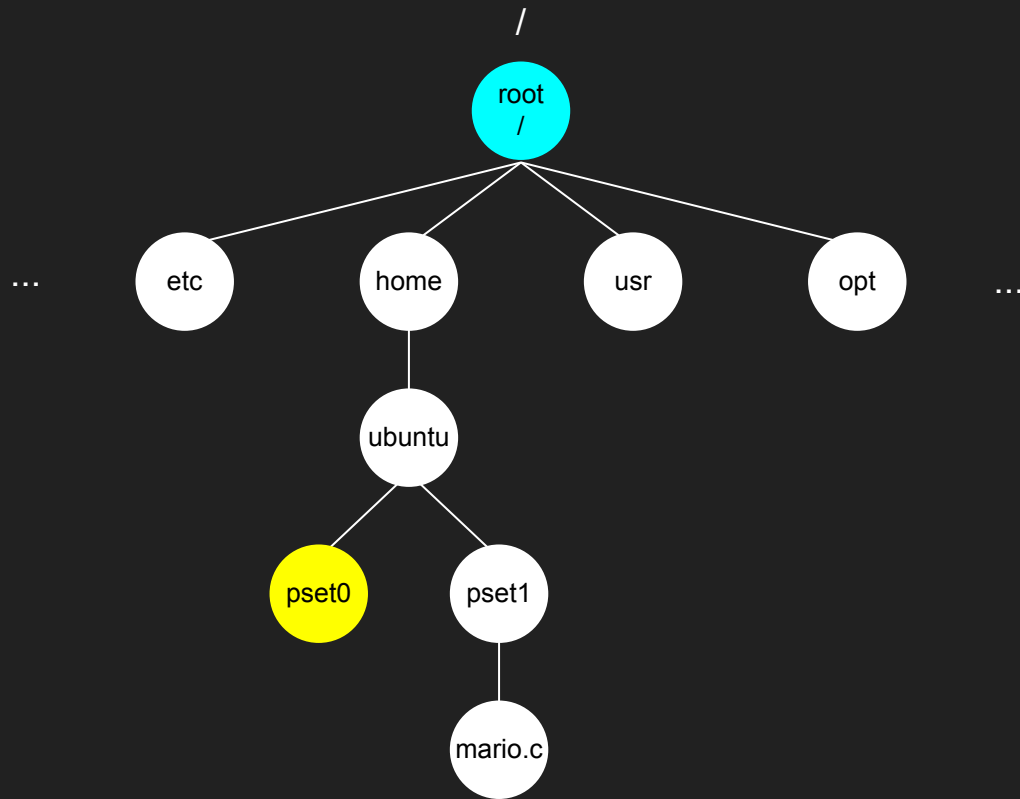 /
root
/
...
etc
home
usr
opt
...
ubuntu
pset0
pset1
mario.c